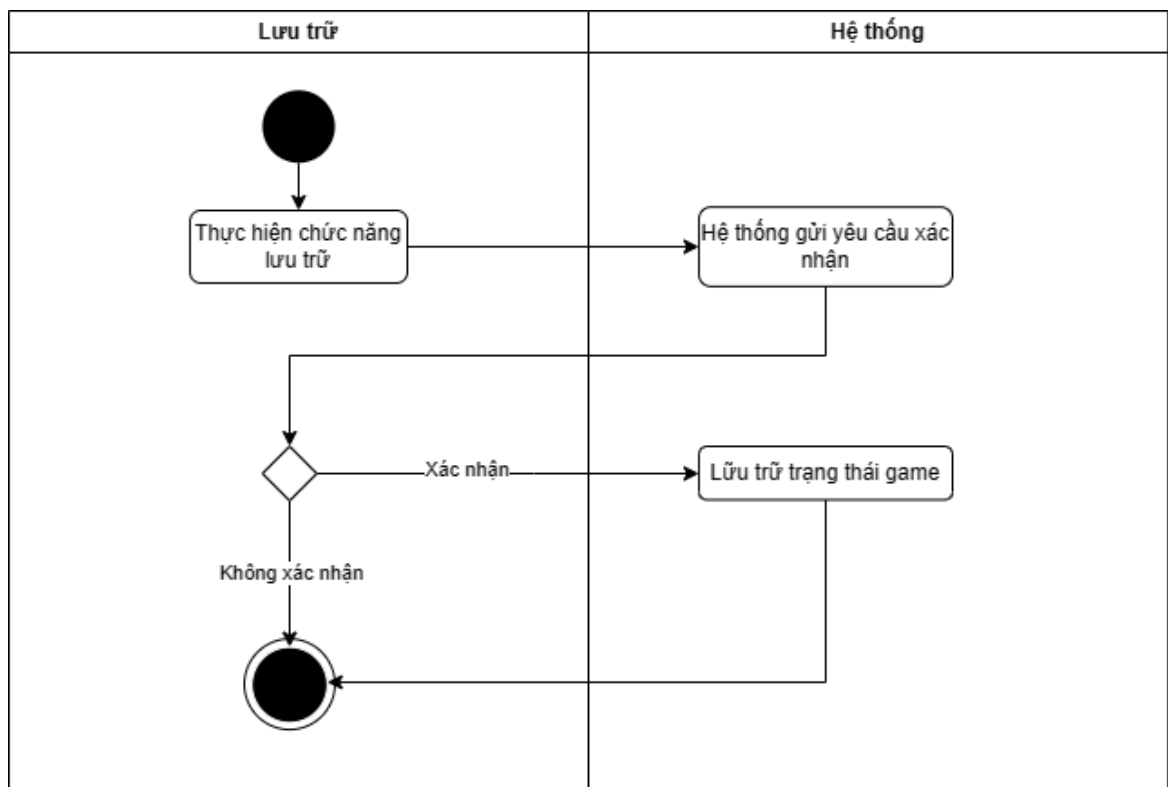 Lưu trữ
Hệ thống
Thực hiện chức năng
lưu trữ
Hệ thống gửi yêu cầu xác
nhận
Xác nhận
Lữu trữ trạng thái game
Không xác nhận